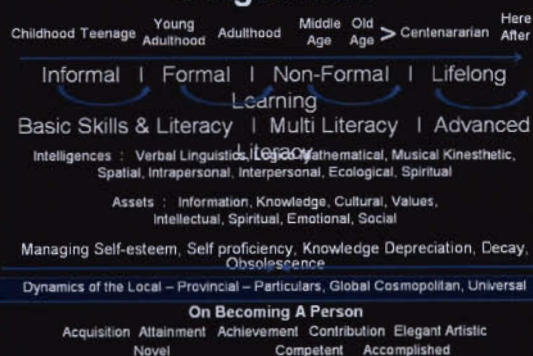 Childhood Teenage Young Adulthood Adulthood Middle Age Old Age > Centenararian Here After
Informal | Formal | Non-Formal | Lifelong
Learning
Basic Skills & Literacy | Multi Literacy | Advanced
Literacy
Intelligences : Verbal Linguistic, Logico Mathematical, Musical Kinesthetic,
Spatial, Intrapersonal, Interpersonal, Ecological, Spiritual
Assets : Information, Knowledge, Cultural, Values,
Intellectual, Spiritual, Emotional, Social
Managing Self-esteem, Self proficiency, Knowledge Depreciation, Decay,
Obsolescence
Dynamics of the Local – Provincial – Particulars, Global Cosmopolitan, Universal
On Becoming A Person
Acquisition Attainment Achievement Contribution Elegant Artistic
Novel Competent Accomplished